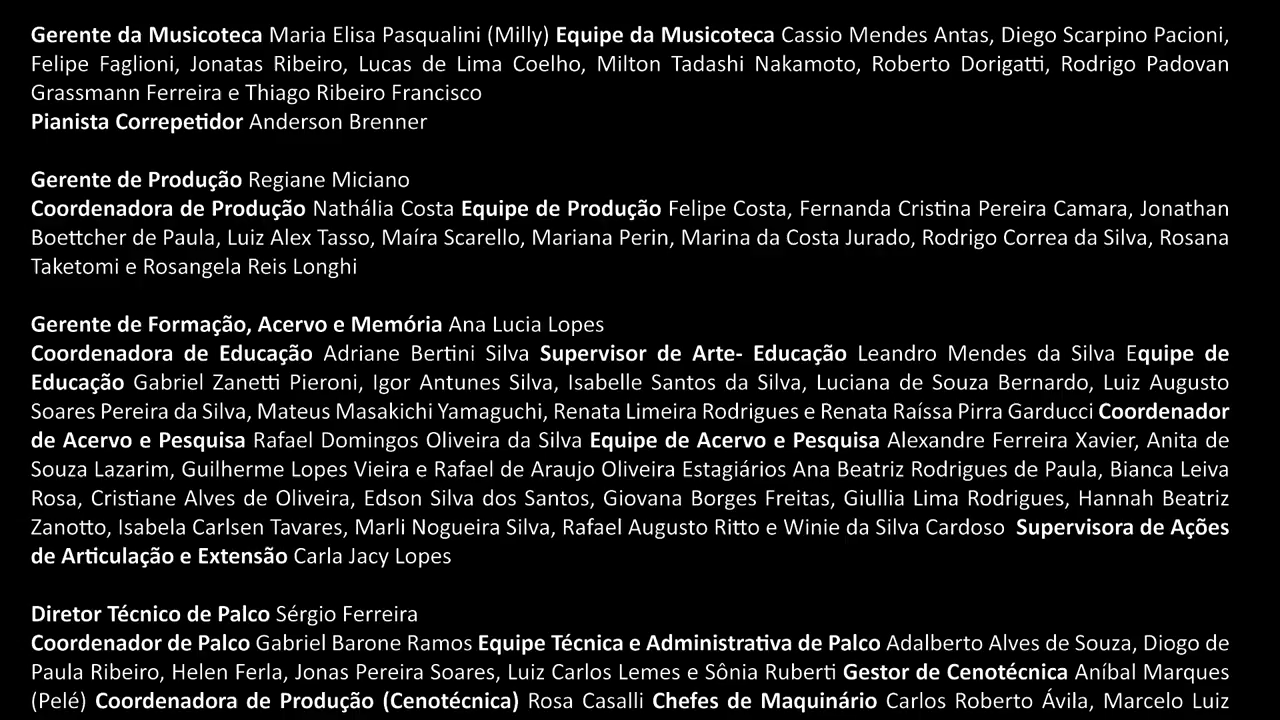 Gerente da Musicoteca Maria Elisa Pasqualini (Milly) Equipe da Musicoteca Cassio Mendes Antas, Diego Scarpino Pacioni,
Felipe Faglioni, Jonatas Ribeiro, Lucas de Lima Coelho, Milton Tadashi Nakamoto, Roberto Dorigatti, Rodrigo Padovan
Grassmann Ferreira e Thiago Ribeiro Francisco
Pianista Correpetidor Anderson Brenner
Gerente de Produção Regiane Miciano
Coordenadora de Produção Nathália Costa Equipe de Produção Felipe Costa, Fernanda Cristina Pereira Camara, Jonathan
Boettcher de Paula, Luiz Alex Tasso, Maíra Scarello, Mariana Perin, Marina da Costa Jurado, Rodrigo Correa da Silva, Rosana
Taketomi e Rosangela Reis Longhi
Gerente de Formação, Acervo e Memória Ana Lucia Lopes
Coordenadora de Educação Adriane Bertini Silva Supervisor de Arte- Educação Leandro Mendes da Silva Equipe de
Educação Gabriel Zanetti Pieroni, Igor Antunes Silva, Isabelle Santos da Silva, Luciana de Souza Bernardo, Luiz Augusto
Soares Pereira da Silva, Mateus Masakichi Yamaguchi, Renata Limeira Rodrigues e Renata Raíssa Pirra Garducci Coordenador
de Acervo e Pesquisa Rafael Domingos Oliveira da Silva Equipe de Acervo e Pesquisa Alexandre Ferreira Xavier, Anita de
Souza Lazarim, Guilherme Lopes Vieira e Rafael de Araujo Oliveira Estagiários Ana Beatriz Rodrigues de Paula, Bianca Leiva
Rosa, Cristiane Alves de Oliveira, Edson Silva dos Santos, Giovana Borges Freitas, Giullia Lima Rodrigues, Hannah Beatriz
Zanotto, Isabela Carlsen Tavares, Marli Nogueira Silva, Rafael Augusto Ritto e Winie da Silva Cardoso Supervisora de Ações
de Articulação e Extensão Carla Jacy Lopes
Diretor Técnico de Palco Sérgio Ferreira
Coordenador de Palco Gabriel Barone Ramos Equipe Técnica e Administrativa de Palco Adalberto Alves de Souza, Diogo de
Paula Ribeiro, Helen Ferla, Jonas Pereira Soares, Luiz Carlos Lemes e Sônia Ruberti Gestor de Cenotécnica Aníbal Marques
(Pelé) Coordenadora de Produção (Cenotécnica) Rosa Casalli Chefes de Maquinário Carlos Roberto Ávila, Marcelo Luiz